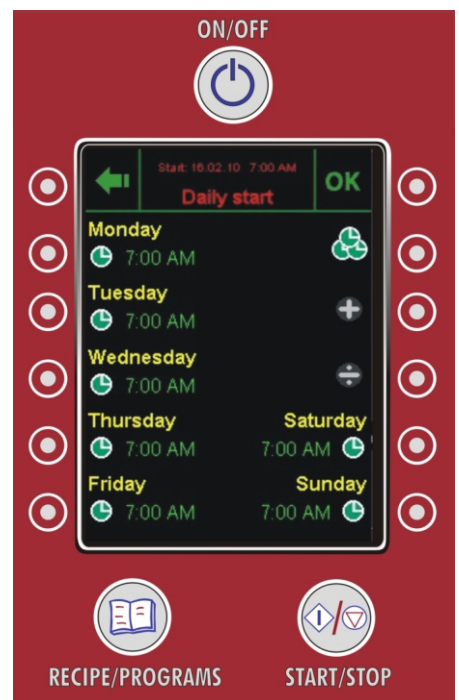 ON/OFF
Start: 16.02.10 7:00 AM
Daily start
OK
Monday
7:00 AM
Tuesday
7:00 AM
Wednesday
7:00 AM
Thursday Saturday
7:00 AM 7:00 AM
Friday Sunday
7:00 AM 7:00 AM
RECIPE/PROGRAMS START/STOP